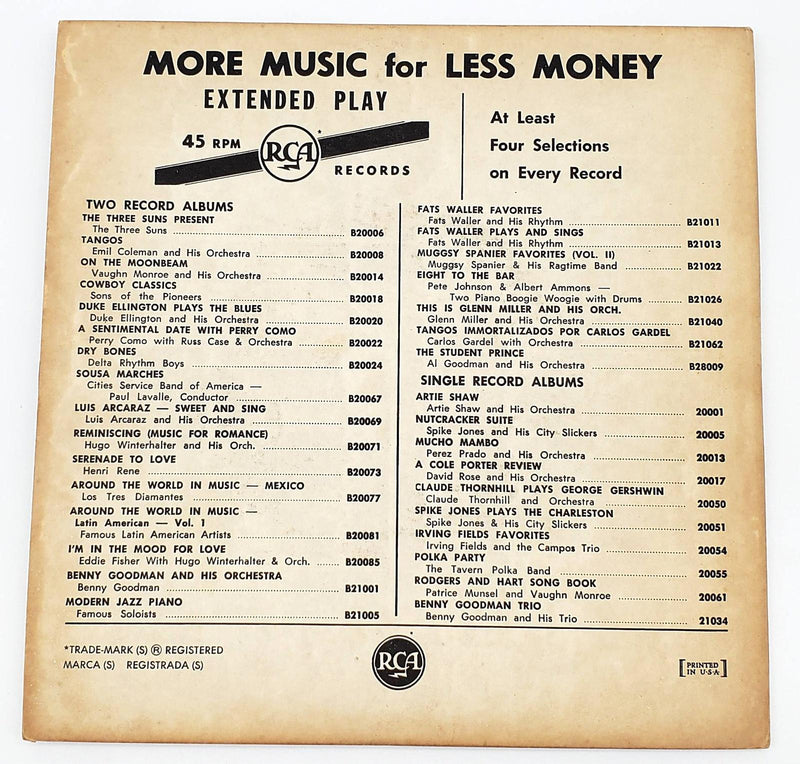 MORE MUSIC for LESS MONEY
EXTENDED PLAY
45 RPM
RCA
*
RECORDS
At Least
Four Selections
on Every Record
TWO RECORD ALBUMS
THE THREE SUNS PRESENT
The Three Suns B20006
TANGOS
Emil Coleman and His Orchestra B20008
ON THE MOONBEAM
Vaughn Monroe and His Orchestra B20014
COWBOY CLASSICS
Sons of the Pioneers B20018
DUKE ELLINGTON PLAYS THE BLUES
Duke Ellington and His Orchestra B20020
A SENTIMENTAL DATE WITH PERRY COMO
Perry Como with Russ Case & Orchestra B20022
DRY BONES
Delta Rhythm Boys B20024
SOUSA MARCHES
Cities Service Band of America —
Paul Lavalle, Conductor B20067
LUIS ARCARAZ — SWEET AND SING
Luis Arcaraz and His Orchestra B20069
REMINISCING (MUSIC FOR ROMANCE)
Hugo Winterhalter and His Orch. B20071
SERENADE TO LOVE
Henri Rene B20073
AROUND THE WORLD IN MUSIC — MEXICO
Los Tres Diamantes B20077
AROUND THE WORLD IN MUSIC —
Latin American — Vol. 1
Famous Latin American Artists B20081
I'M IN THE MOOD FOR LOVE
Eddie Fisher With Hugo Winterhalter & Orch. B20085
BENNY GOODMAN AND HIS ORCHESTRA
Benny Goodman B21001
MODERN JAZZ PIANO
Famous Soloists B21005
FATS WALLER FAVORITES
Fats Waller and His Rhythm B21011
FATS WALLER PLAYS AND SINGS
Fats Waller and His Rhythm B21013
MUGGSY SPANIER FAVORITES (VOL. II)
Muggsy Spanier & His Ragtime Band B21022
EIGHT TO THE BAR
Pete Johnson & Albert Ammons —
Two Piano Boogie Woogie with Drums B21026
THIS IS GLENN MILLER AND HIS ORCH.
Glenn Miller and His Orchestra B21040
TANGOS IMMORTALIZADOS POR CARLOS GARDEL
Carlos Gardel with Orchestra B21062
THE STUDENT PRINCE
Al Goodman and His Orchestra B28009
SINGLE RECORD ALBUMS
ARTIE SHAW
Artie Shaw and His Orchestra 20001
NUTCRACKER SUITE
Spike Jones and His City Slickers 20005
MUCHO MAMBO
Perez Prado and His Orchestra 20013
A COLE PORTER REVIEW
David Rose and His Orchestra 20017
CLAUDE THORNHILL PLAYS GEORGE GERSHWIN
Claude Thornhill and Orchestra 20050
SPIKE JONES PLAYS THE CHARLESTON
Spike Jones & His City Slickers 20051
IRVING FIELDS FAVORITES
Irving Fields and the Campos Trio 20054
POLKA PARTY
The Tavern Polka Band 20055
RODGERS AND HART SONG BOOK
Patrice Munsel and Vaughn Monroe 20061
BENNY GOODMAN TRIO
Benny Goodman and His Trio 21034
*TRADE-MARK (S) ® REGISTERED
MARCA (S) REGISTRADA (S)
RCA
*
[PRINTED
IN U·S·A]